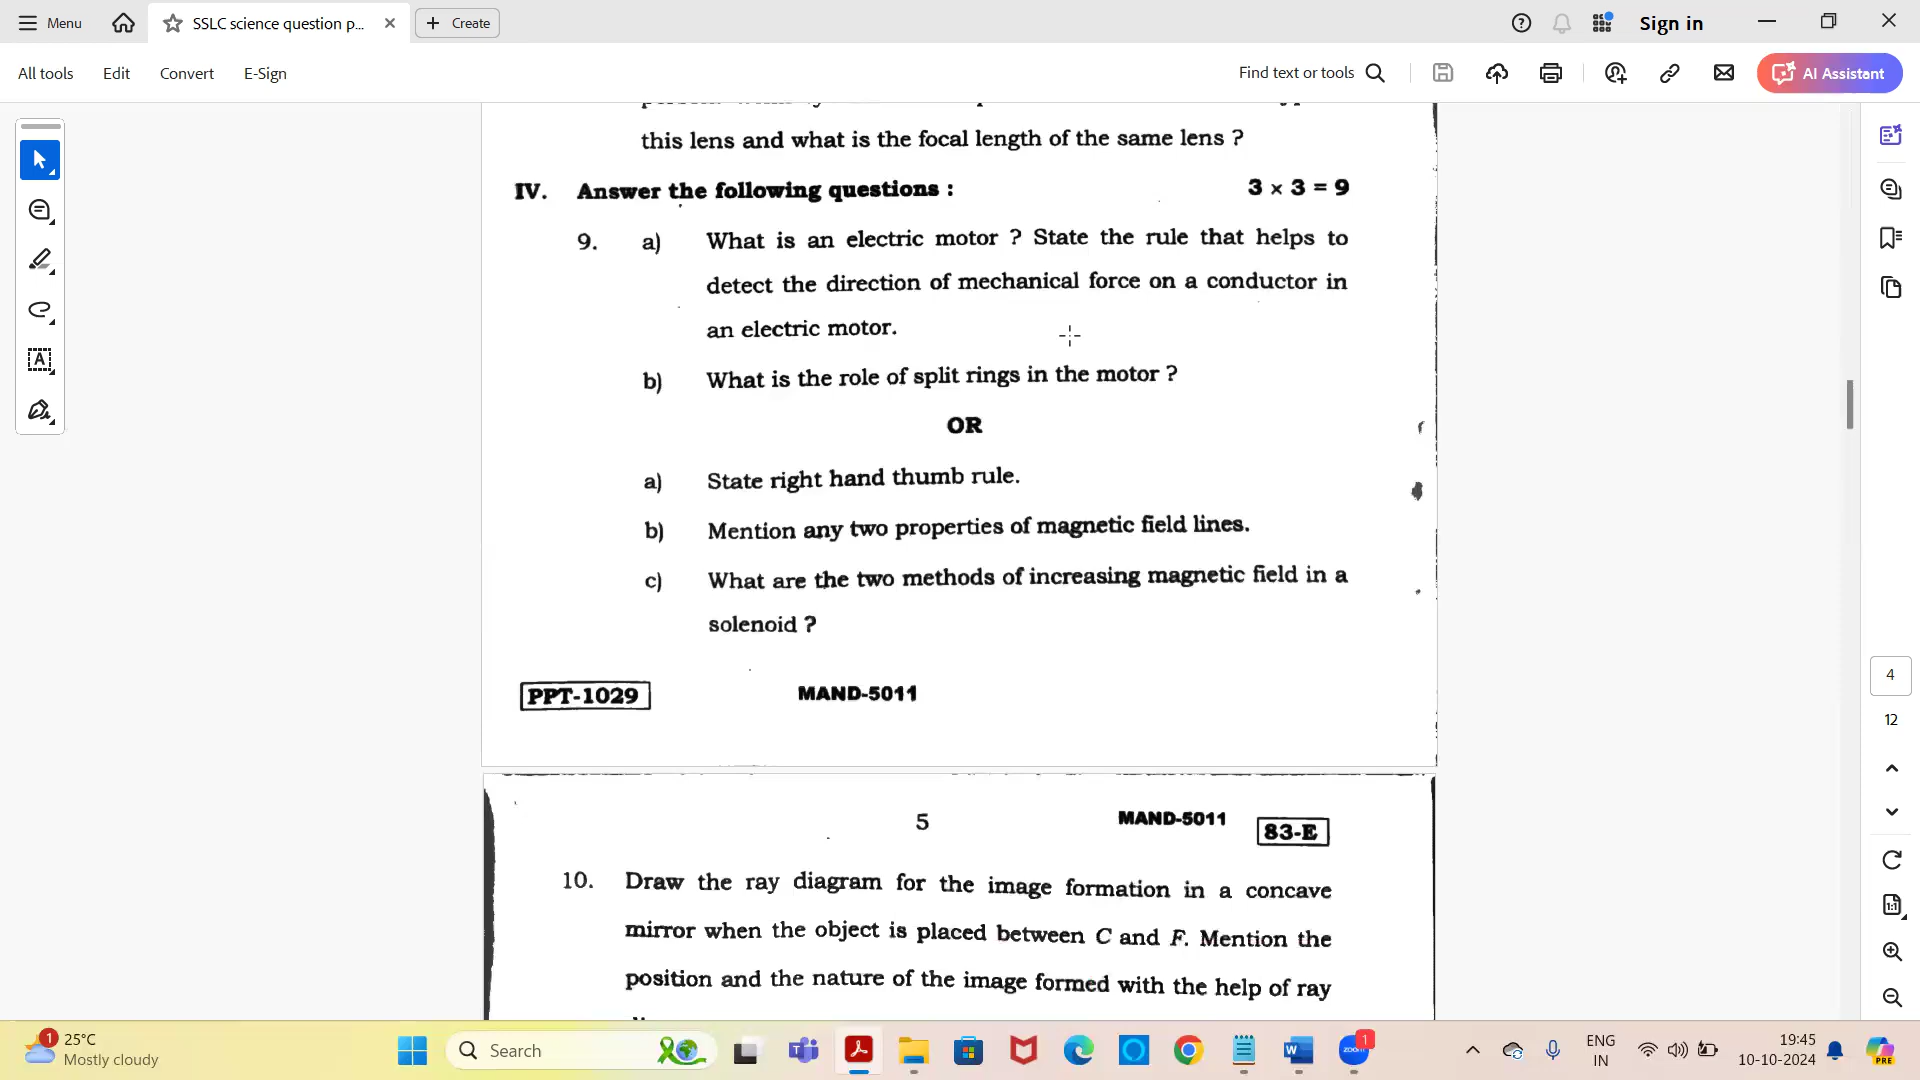 Menu
SSLC science question p...
Create
Sign in
All tools
Edit
Convert
E-Sign
Find text or tools
AI Assistant
this lens and what is the focal length of the same lens ?
IV. Answer the following questions : 3 × 3 = 9
9. a) What is an electric motor ? State the rule that helps to
detect the direction of mechanical force on a conductor in
an electric motor.
b) What is the role of split rings in the motor ?
OR
a) State right hand thumb rule.
b) Mention any two properties of magnetic field lines.
c) What are the two methods of increasing magnetic field in a
solenoid ?
PPT-1029 MAND-5011
4
12
5 MAND-5011 83-E
10. Draw the ray diagram for the image formation in a concave
mirror when the object is placed between C and F. Mention the
position and the nature of the image formed with the help of ray
1
25°C
Mostly cloudy
Search
zoom
1
ENG
IN
19:45
10-10-2024
PRE